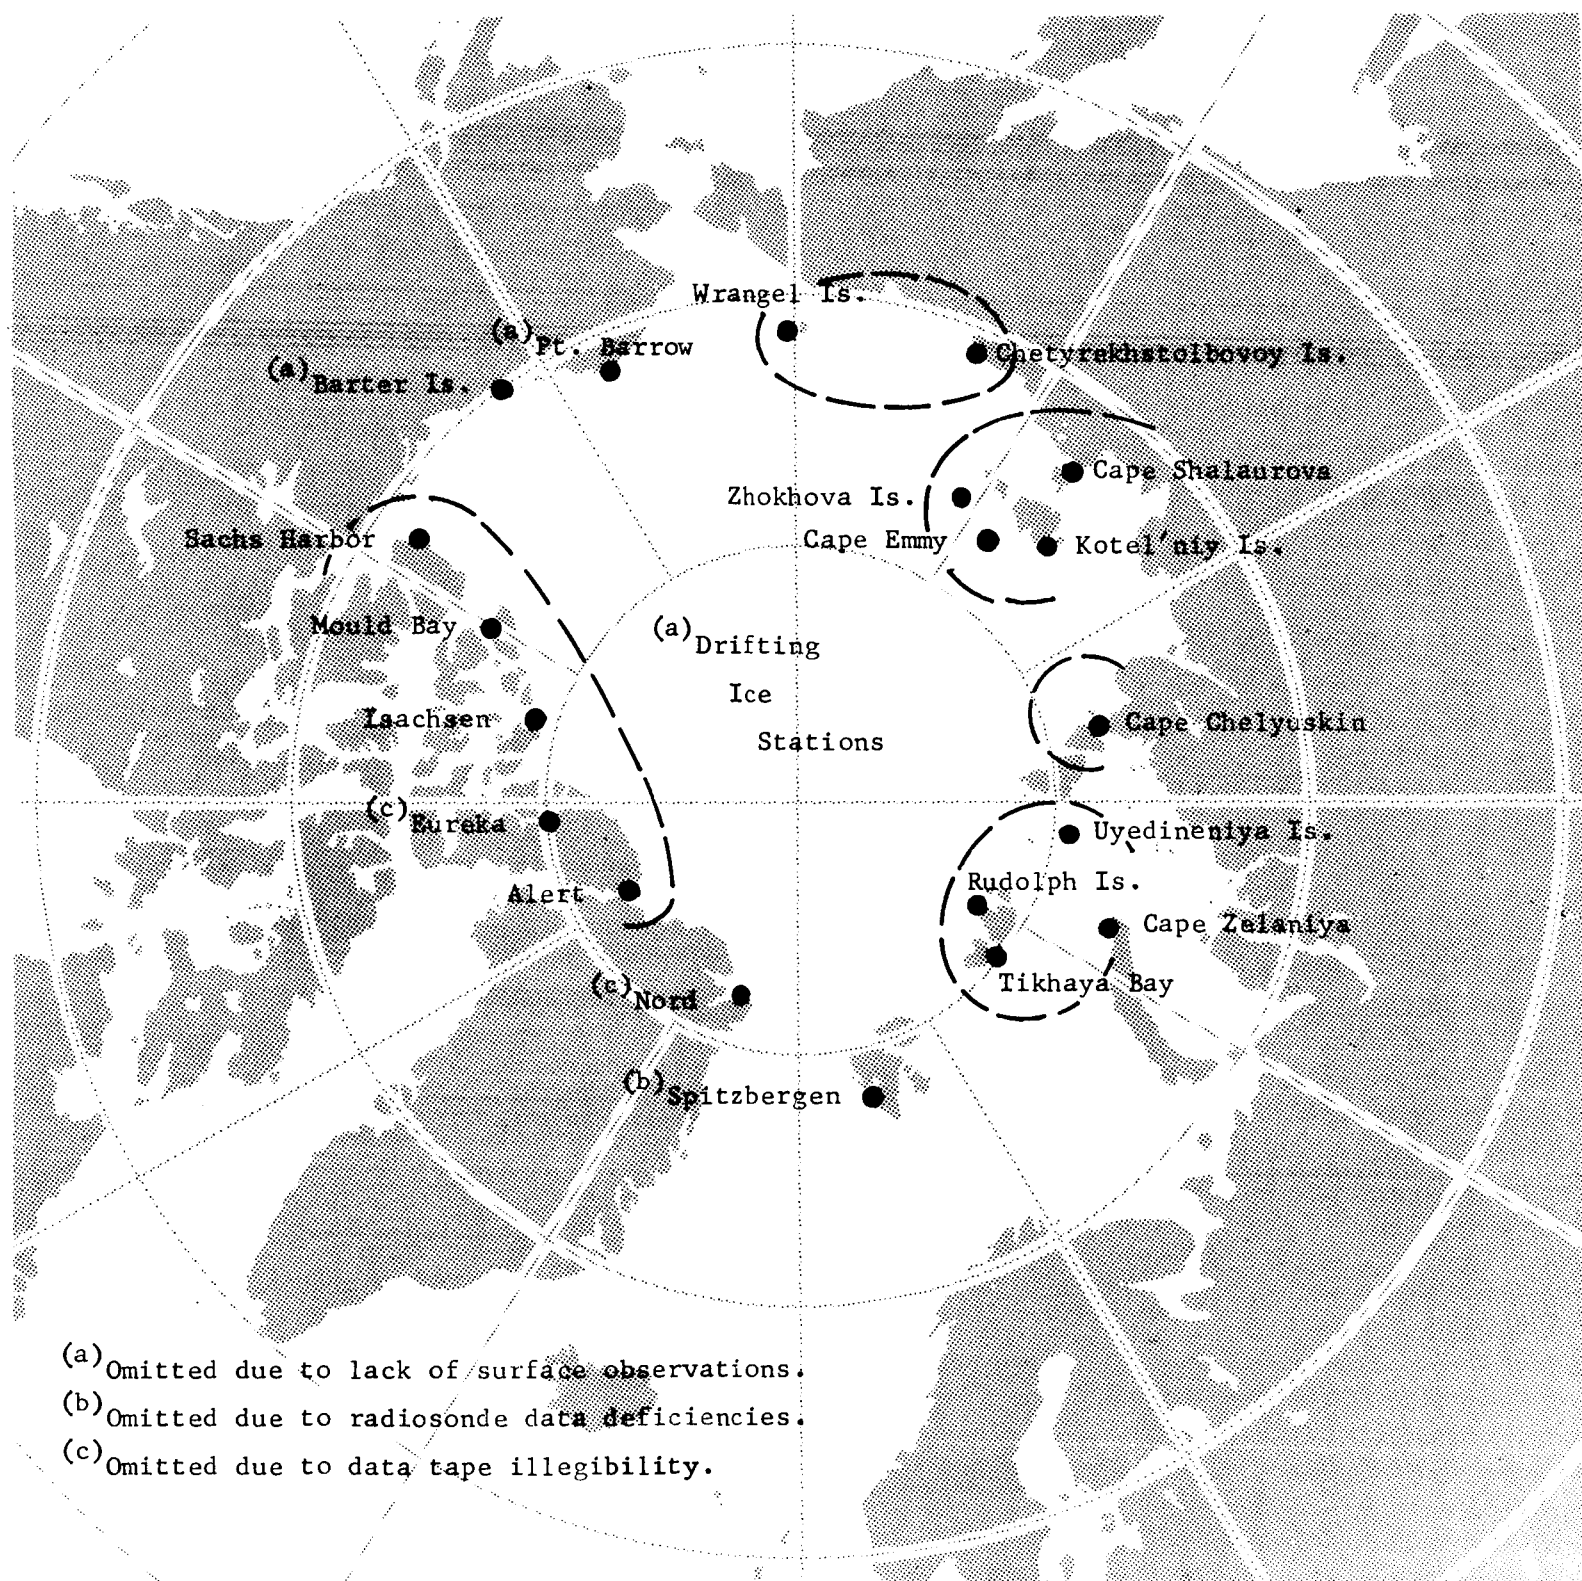 Wrangel Is.
(a)Pt. Barrow
Chetyrekhstolbovoy Is.
(a)Barter Is.
Cape Shalaurova
Zhokhova Is.
Sachs Harbor
Cape Emmy
Kotel'niy Is.
Mould Bay
(a)Drifting
Ice
Stations
Isachsen
Cape Chelyuskin
(c)Eureka
Uyedineniya Is.
Alert
Rudolph Is.
Cape Zelaniya
(c)Nord
Tikhaya Bay
(b)Spitzbergen
(a)Omitted due to lack of surface observations.
(b)Omitted due to radiosonde data deficiencies.
(c)Omitted due to data tape illegibility.